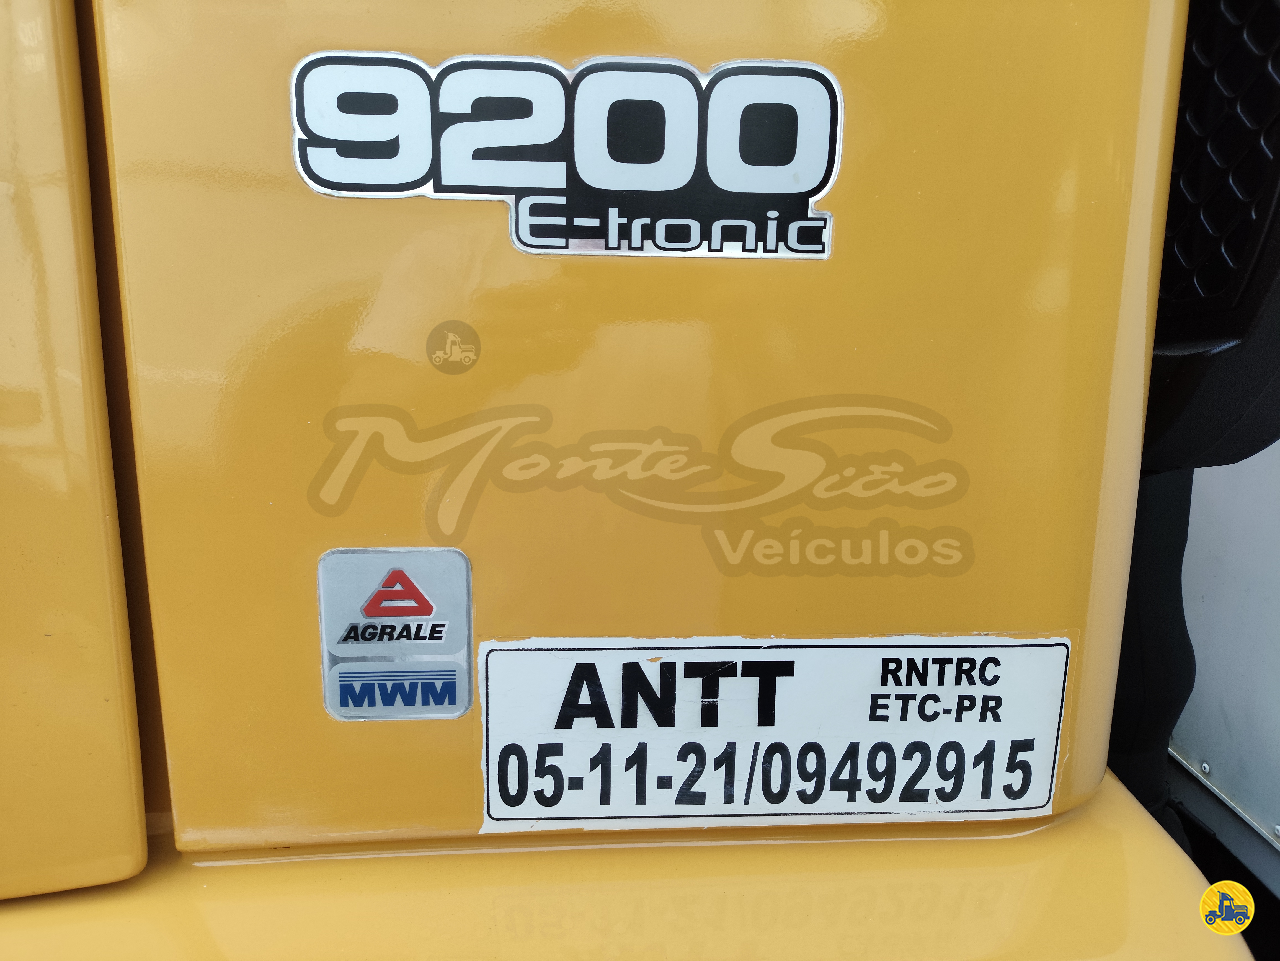 9200
E-tronic
Monte Sião
Veículos
AGRALE
MWM
ANTT
RNTRC
ETC-PR
05-11-21/09492915